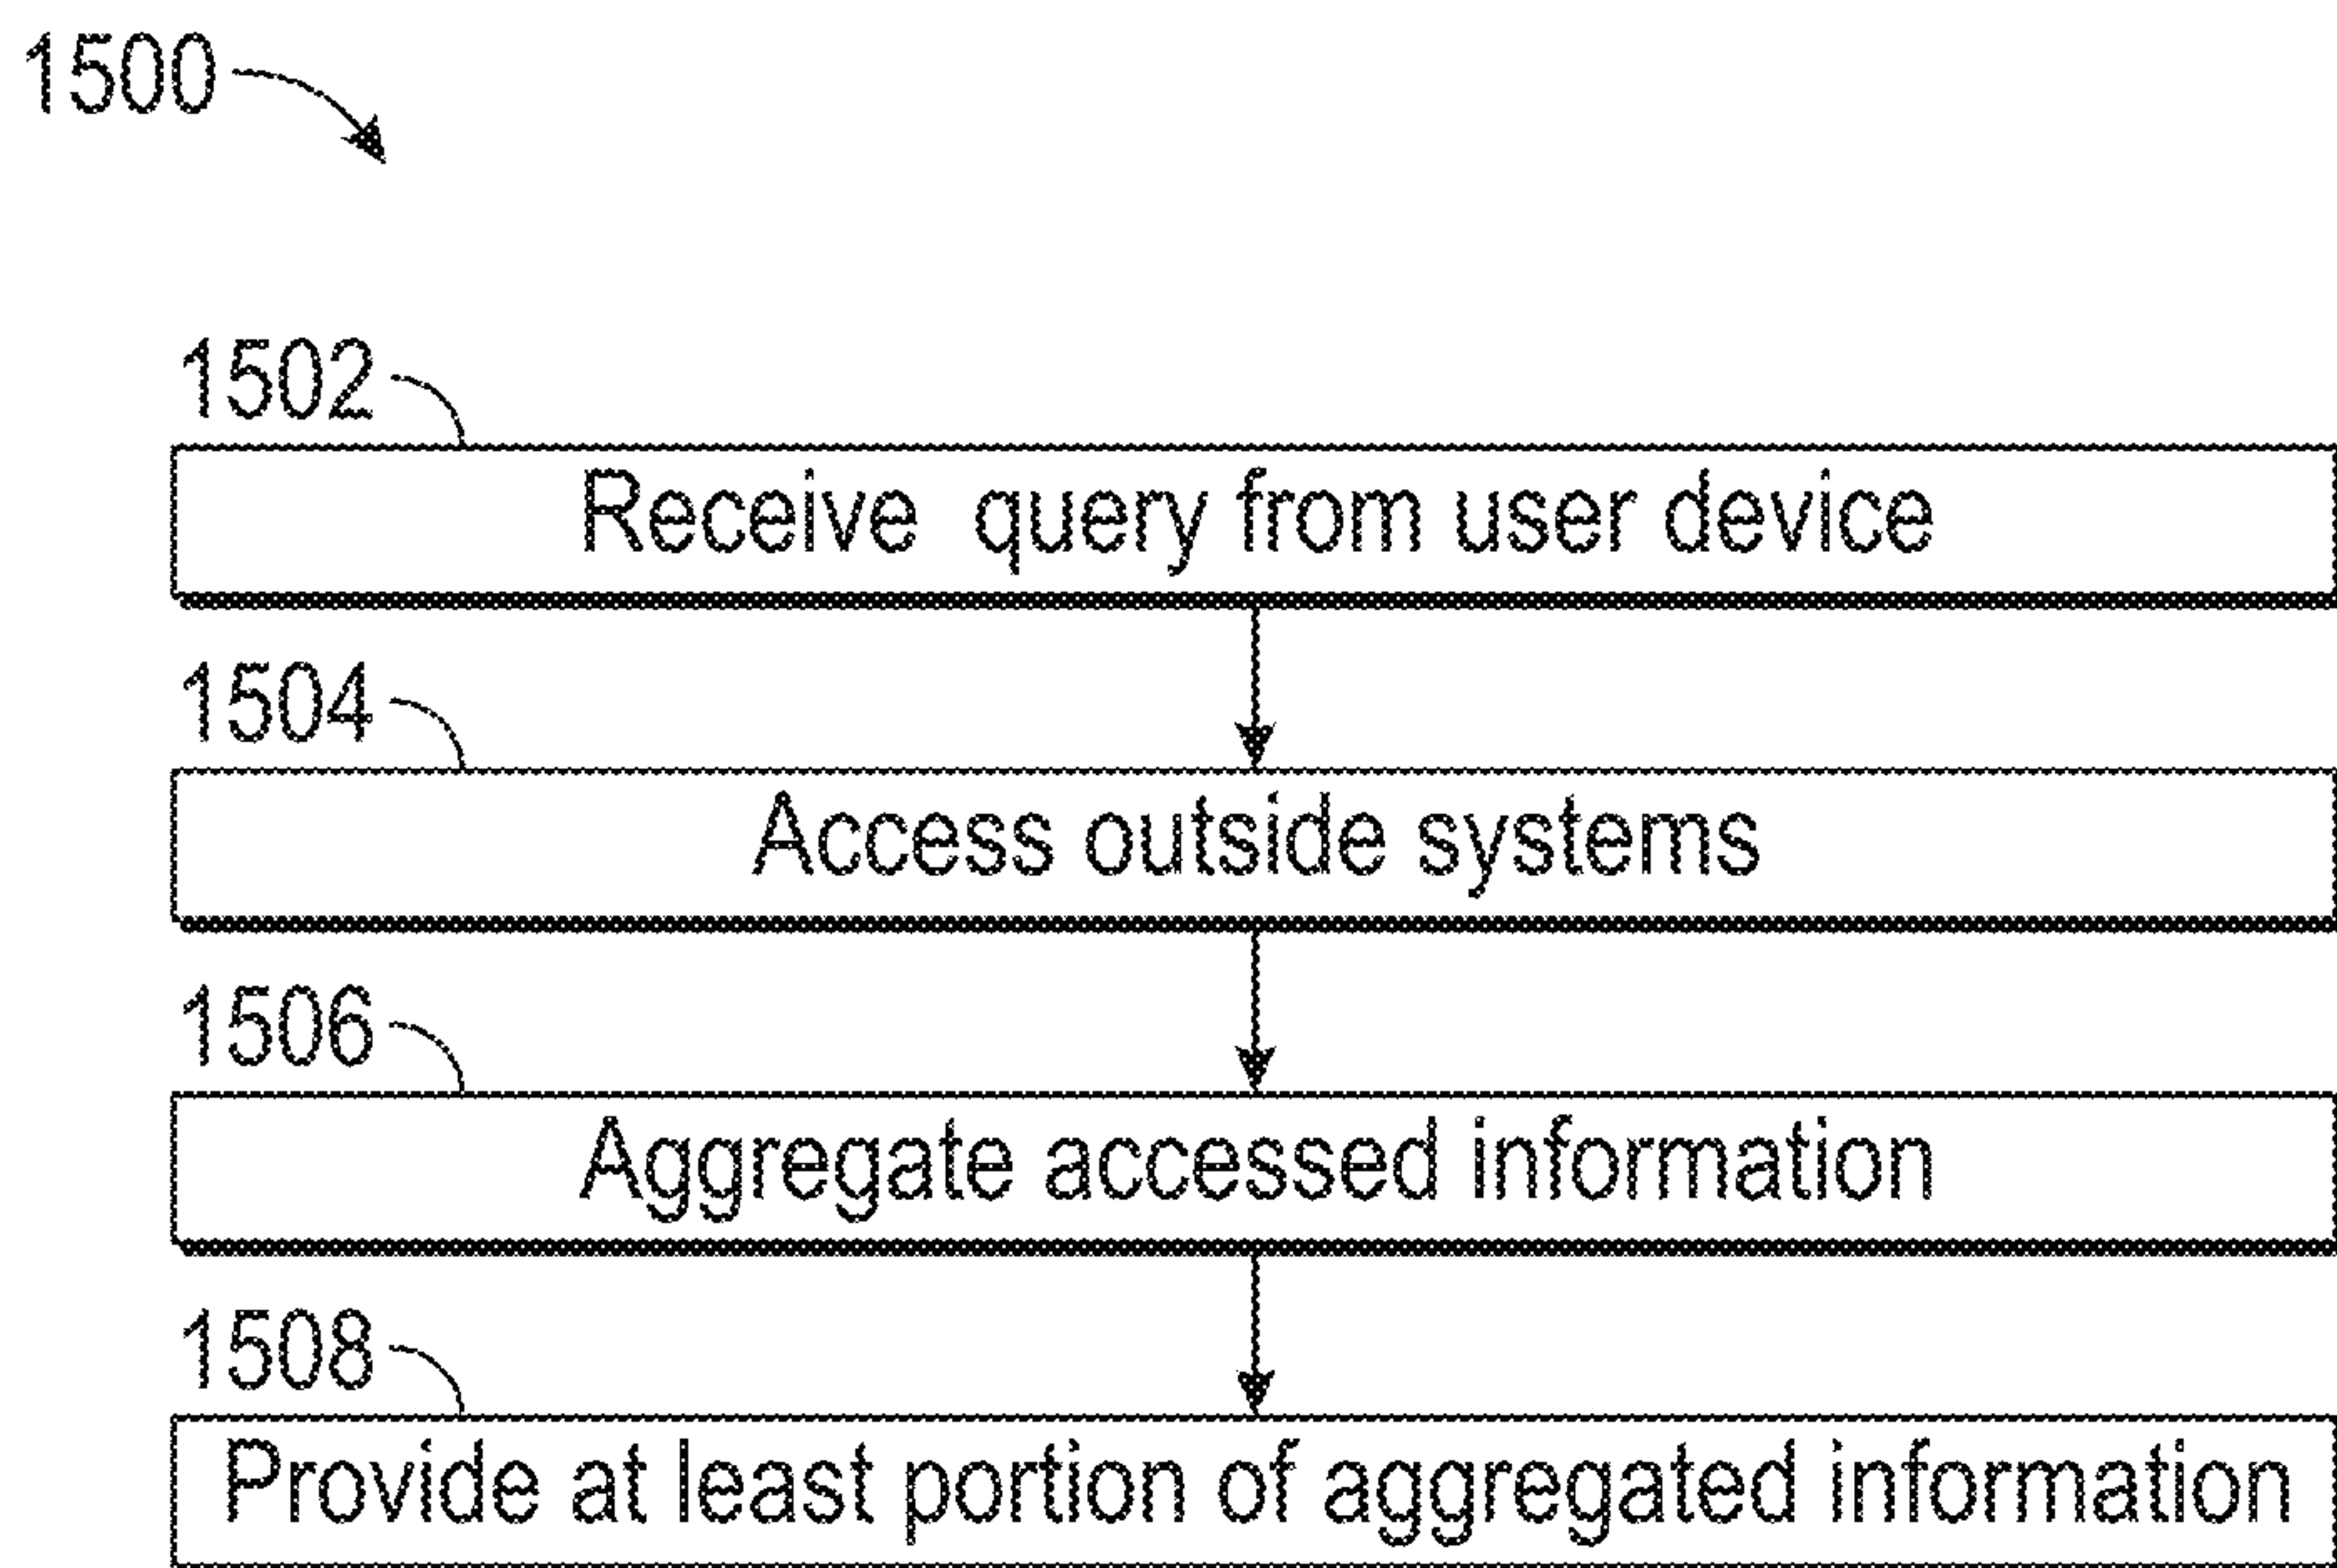 1500
1502
Receive query from user device
1504
Access outside systems
1506
Aggregate accessed information
1508
Provide at least portion of aggregated information